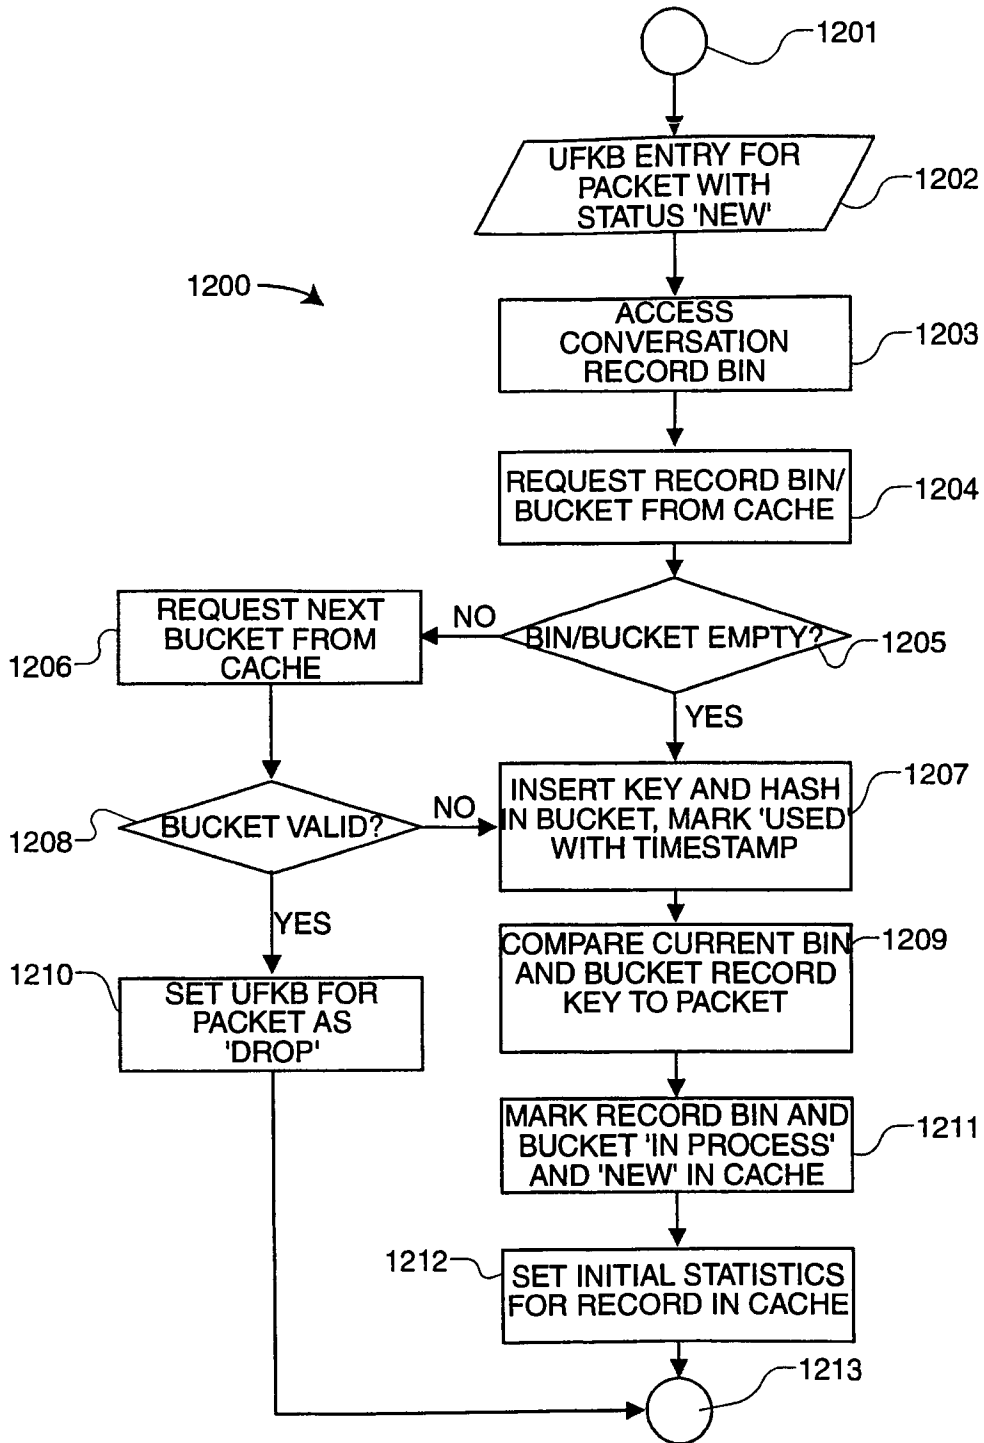 1201
UFKB ENTRY FOR
PACKET WITH
STATUS 'NEW'
1202
1200
ACCESS
CONVERSATION
RECORD BIN
1203
REQUEST RECORD BIN/
BUCKET FROM CACHE
1204
REQUEST NEXT
BUCKET FROM
CACHE
1206
NO
BIN/BUCKET EMPTY?
1205
YES
INSERT KEY AND HASH
IN BUCKET, MARK 'USED'
WITH TIMESTAMP
1207
BUCKET VALID?
1208
NO
YES
COMPARE CURRENT BIN
AND BUCKET RECORD
KEY TO PACKET
1209
1210
SET UFKB FOR
PACKET AS
'DROP'
MARK RECORD BIN AND
BUCKET 'IN PROCESS'
AND 'NEW' IN CACHE
1211
1212
SET INITIAL STATISTICS
FOR RECORD IN CACHE
1213